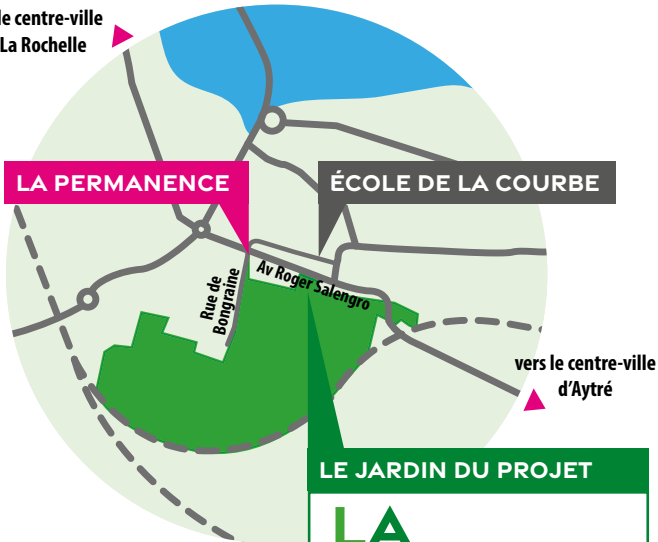 le centre-ville
La Rochelle
LA PERMANENCE
ÉCOLE DE LA COURBE
Rue de
Bongraine
Av Roger Salengro
vers le centre-ville
d'Aytré
LE JARDIN DU PROJET
LA